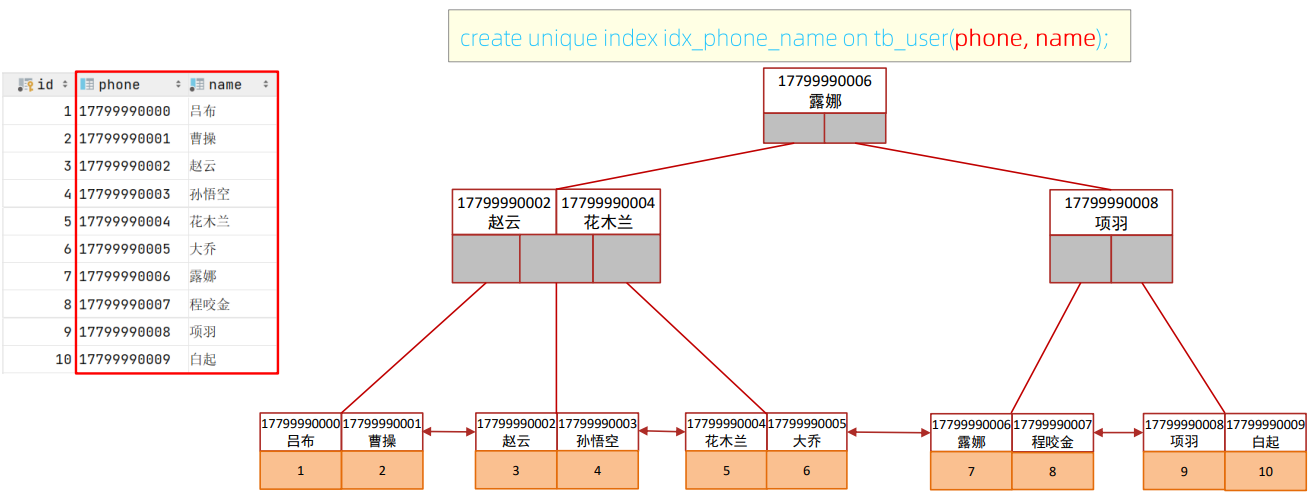 create unique index idx_phone_name on tb_user(phone, name);
id phone name
1 17799990000 吕布
2 17799990001 曹操
3 17799990002 赵云
4 17799990003 孙悟空
5 17799990004 花木兰
6 17799990005 大乔
7 17799990006 露娜
8 17799990007 程咬金
9 17799990008 项羽
10 17799990009 白起
17799990006
露娜
17799990002 17799990004 17799990008
赵云 花木兰 项羽
17799990000 17799990001 17799990002 17799990003 17799990004 17799990005 17799990006 17799990007 17799990008 17799990009
吕布 曹操 赵云 孙悟空 花木兰 大乔 露娜 程咬金 项羽 白起
1 2 3 4 5 6 7 8 9 10